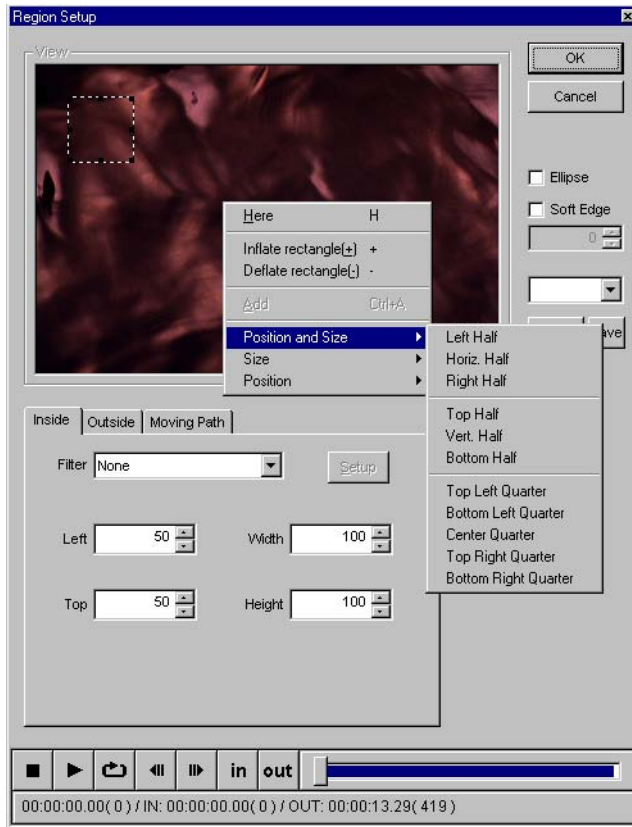 Region Setup
View
OK
Cancel
Ellipse
Soft Edge
0
Here H
Inflate rectangle(+) +
Deflate rectangle(-) -
Add Ctrl+A
Position and Size
Size
Position
Left Half
Horiz. Half
Right Half
Top Half
Vert. Half
Bottom Half
Top Left Quarter
Bottom Left Quarter
Center Quarter
Top Right Quarter
Bottom Right Quarter
Inside Outside Moving Path
Filter None Setup
Left 50 Width 100
Top 50 Height 100
in out
00:00:00.00( 0 ) / IN: 00:00:00.00( 0 ) / OUT: 00:00:13.29( 419 )